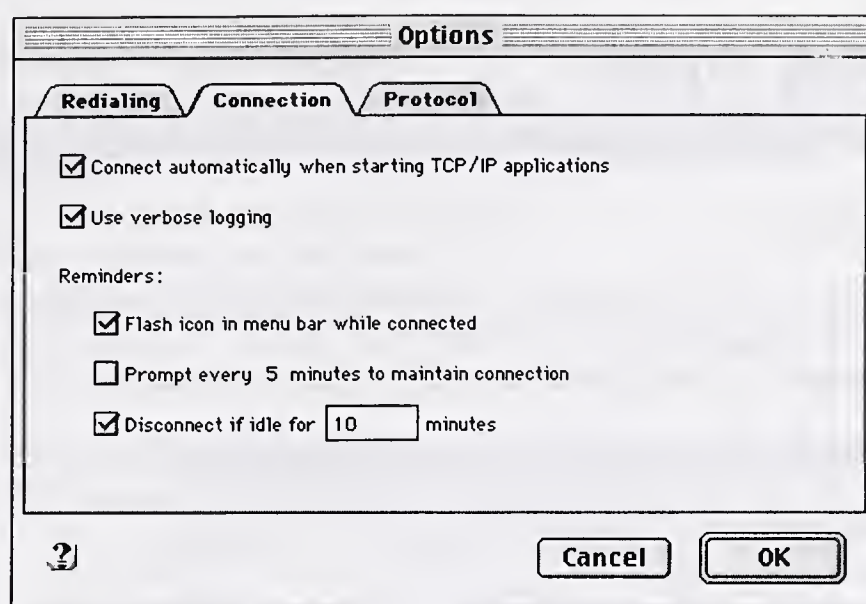 Options
Redialing Connection Protocol
Connect automatically when starting TCP/IP applications
Use verbose logging
Reminders:
Flash icon in menu bar while connected
Prompt every 5 minutes to maintain connection
Disconnect if idle for 10 minutes
?
Cancel OK